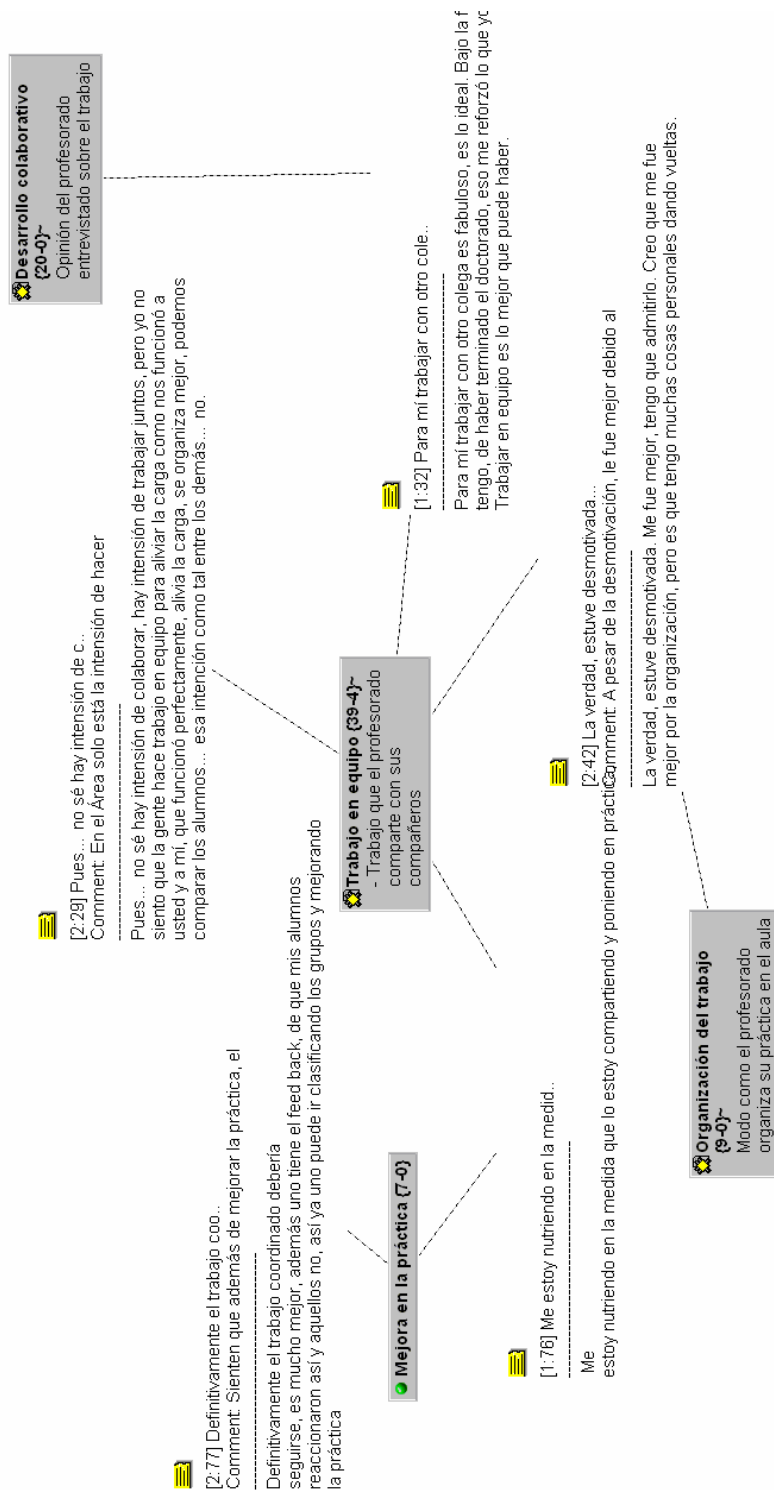 Desarrollo colaborativo
{20-0}~
Opinión del profesorado
entrevistado sobre el trabajo
[2:29] Pues... no sé hay intensión de c..
Comment: En el Área solo está la intensión de hacer
Pues... no sé hay intensión de colaborar, hay intensión de trabajar juntos, pero yo no
siento que la gente hace trabajo en equipo para aliviar la carga como nos funcionó a
usted y a mí, que funcionó perfectamente, alivia la carga, se organiza mejor, podemos
comparar los alumnos... esa intención como tal entre los demás... no.
[2:77] Definitivamente el trabajo coo..
Comment: Sienten que además de mejorar la práctica, el
Definitivamente el trabajo coordinado debería
seguirse, es mucho mejor, además uno tiene el feed back, de que mis alumnos
reaccionaron así y aquellos no, así ya uno puede ir clasificando los grupos y mejorando
la práctica
Trabajo en equipo {39-4}~
- Trabajo que el profesorado
comparte con sus
compañeros
[1:32] Para mí trabajar con otro cole..
Para mí trabajar con otro colega es fabuloso, es lo ideal. Bajo la
tengo, de haber terminado el doctorado, eso me reforzó lo que
Trabajar en equipo es lo mejor que puede haber.
Mejora en la práctica {7-0}
[1:76] Me estoy nutriendo en la medid..
Me
estoy nutriendo en la medida que lo estoy compartiendo y poniendo en práctica,
[2:42] La verdad, estuve desmotivada...
Comment: A pesar de la desmotivación, le fue mejor debido al
La verdad, estuve desmotivada. Me fue mejor, tengo que admitirlo. Creo que me fue
mejor por la organización, pero es que tengo muchas cosas personales dando vueltas.
Organización del trabajo
{9-0}~
Modo como el profesorado
organiza su práctica en el aula